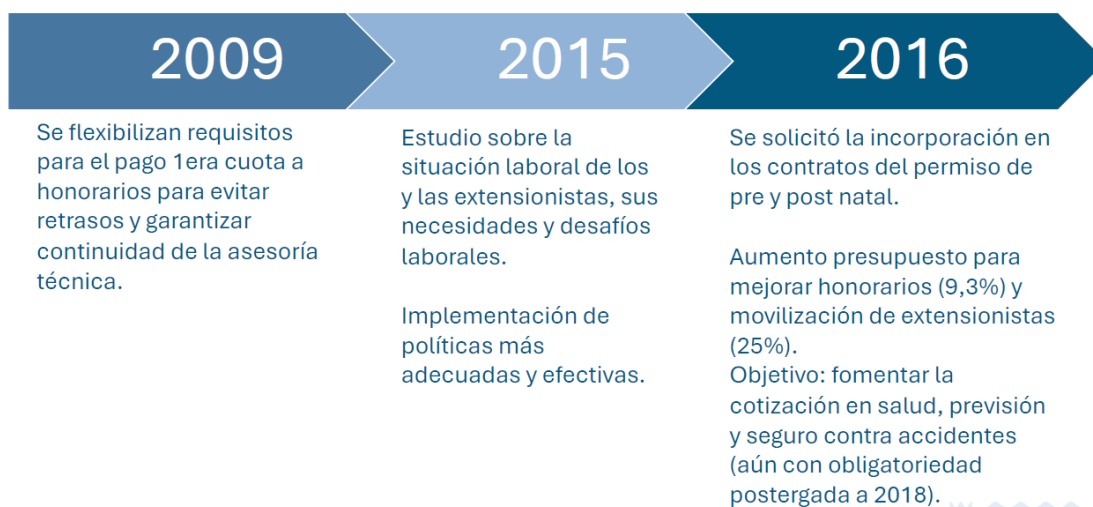 2009
Se flexibilizan requisitos
para el pago 1era cuota a
honorarios para evitar
retrasos y garantizar
continuidad de la asesoría
técnica.
2015
Estudio sobre la
situación laboral de los
y las extensionistas, sus
necesidades y desafíos
laborales.
Implementación de
políticas más
adecuadas y efectivas.
2016
Se solicitó la incorporación en
los contratos del permiso de
pre y post natal.
Aumento presupuesto para
mejorar honorarios (9,3%) y
movilización de extensionistas
(25%).
Objetivo: fomentar la
cotización en salud, previsión
y seguro contra accidentes
(aún con obligatoriedad
postergada a 2018).